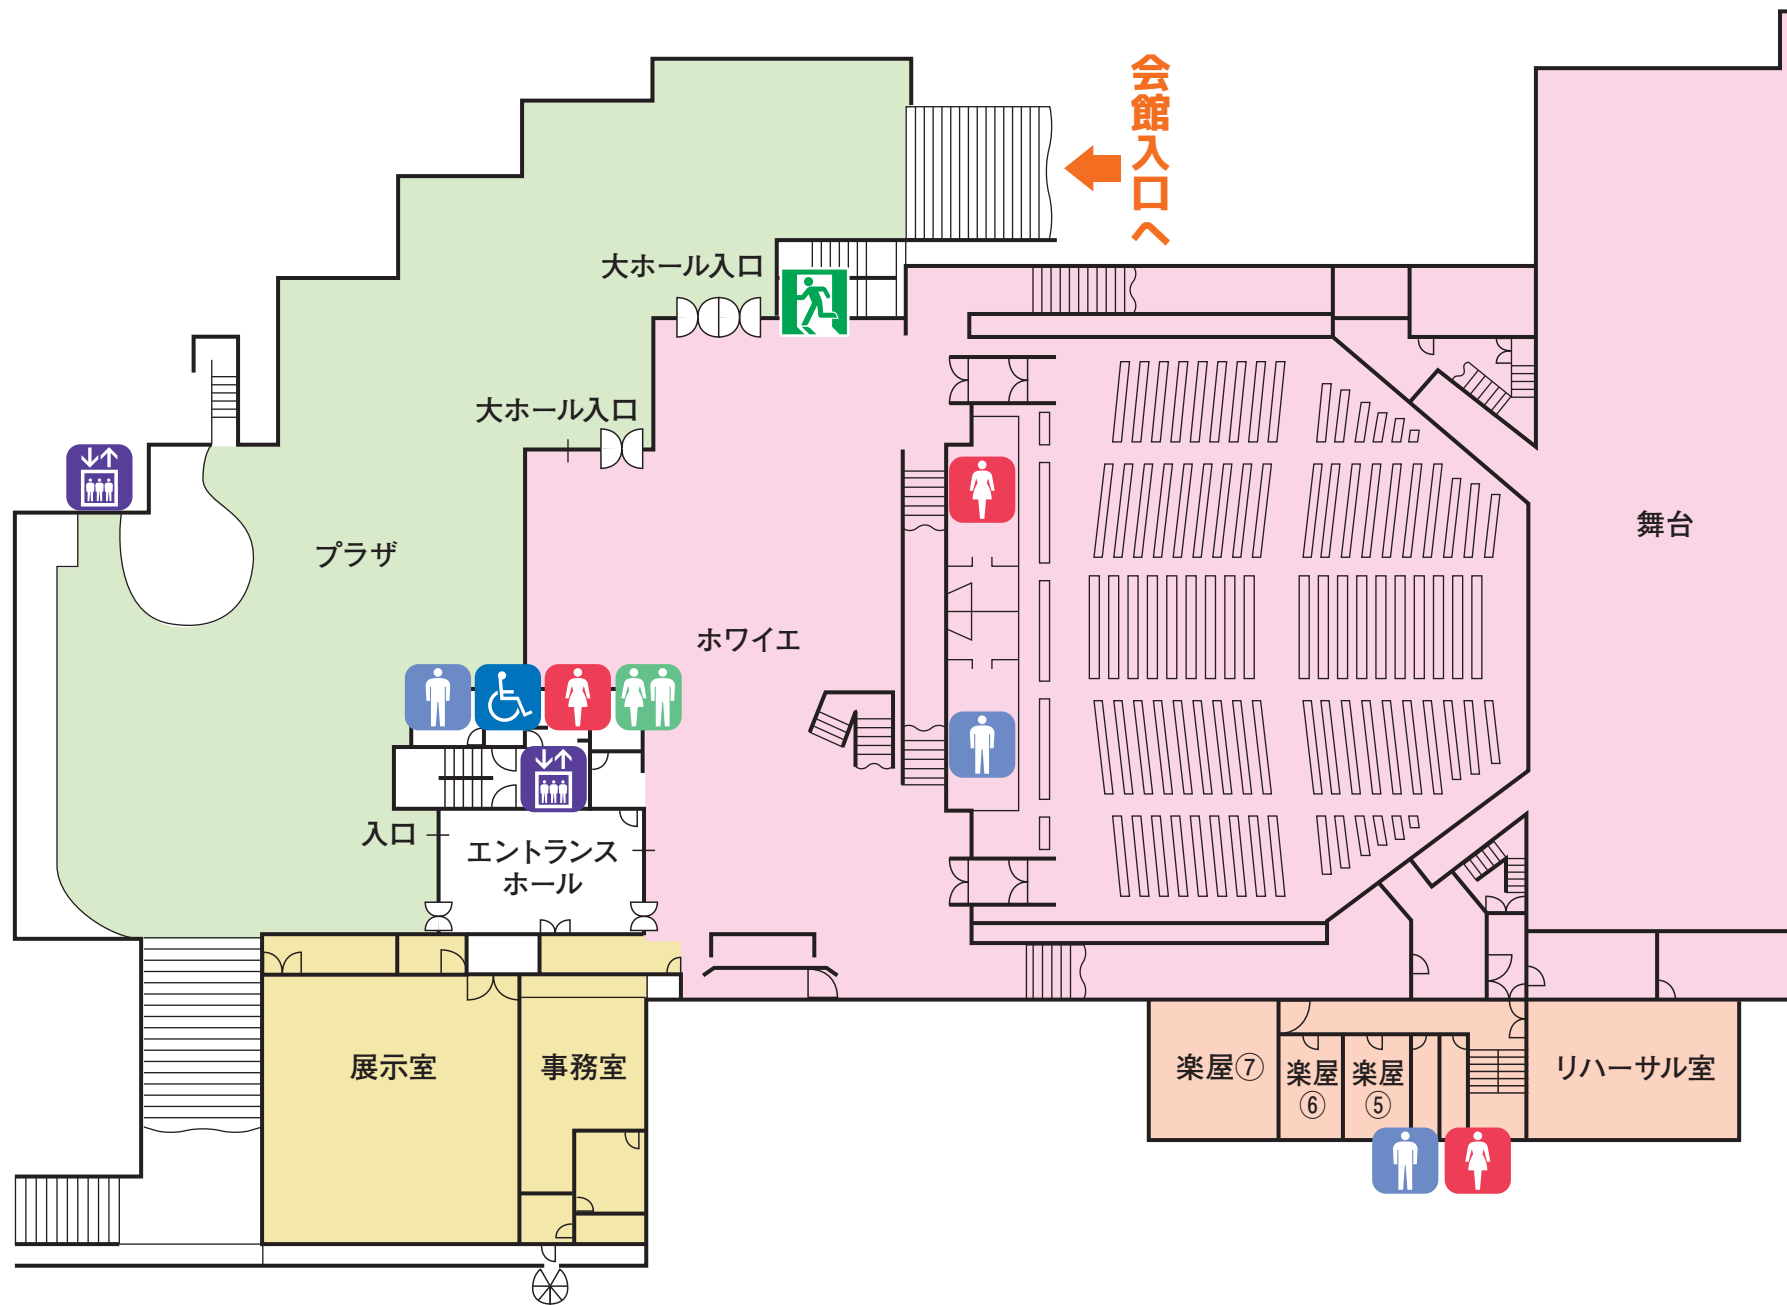 会館入口へ
大ホール入口
大ホール入口
舞台
プラザ
ホワイエ
入口
エントランス
ホール
展示室
事務室
楽屋⑦
楽屋
⑥
楽屋
⑤
リハーサル室